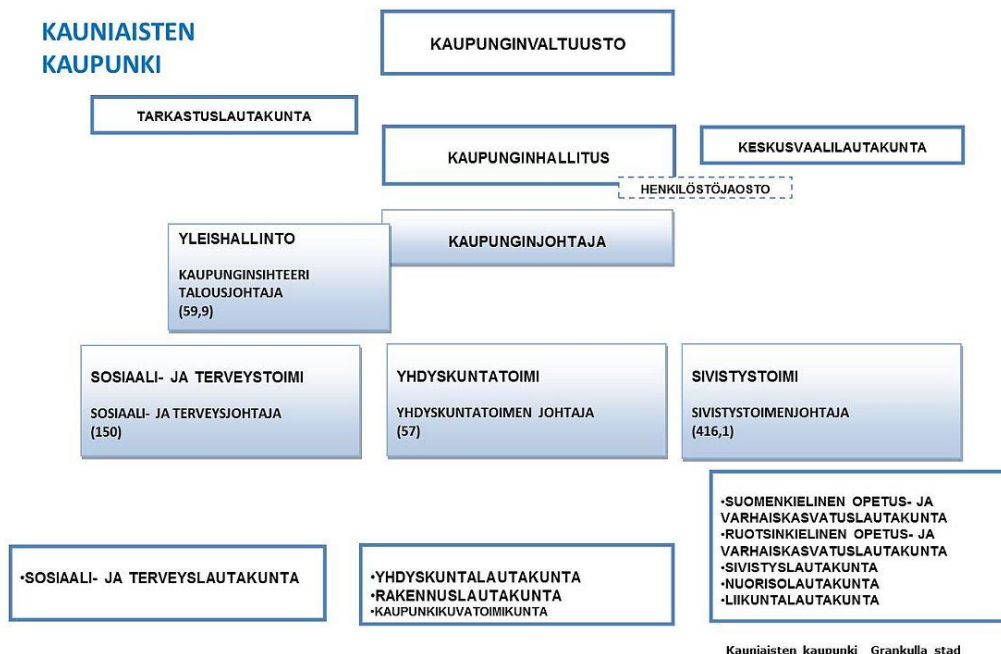 KAUNIAISTEN
KAUPUNKI
KAUPUNGINVALTUUSTO
TARKASTUSLAUTAKUNTA
KAUPUNGINHALLITUS
KESKUSVAALILAUTAKUNTA
HENKILÖSTÖJAOSTO
YLEISHALLINTO
KAUPUNGINSIHTEERI
TALOUSJOHTAJA
(59,9)
KAUPUNGINJOHTAJA
SOSIAALI- JA TERVEYSTOIMI
SOSIAALI- JA TERVEYSJOHTAJA
(150)
YHDYSKUNTATOIMI
YHDYSKUNTATOIMEN JOHTAJA
(57)
SIVISTYSTOIMI
SIVISTYSTOIMENJOHTAJA
(416,1)
•SOSIAALI- JA TERVEYSLAUTAKUNTA
•YHDYSKUNTALAUTAKUNTA
•RAKENNUSLAUTAKUNTA
•KAUPUNKIKUVATOIMIKUNTA
•SUOMENKIELINEN OPETUS- JA
VARHAISKASVATUSLAUTAKUNTA
•RUOTSINKIELINEN OPETUS- JA
VARHAISKASVATUSLAUTAKUNTA
•SIVISTYSLAUTAKUNTA
•NUORISOLAUTAKUNTA
•LIIKUNTALAUTAKUNTA
Kauniaisten kaupunki Grankulla stad